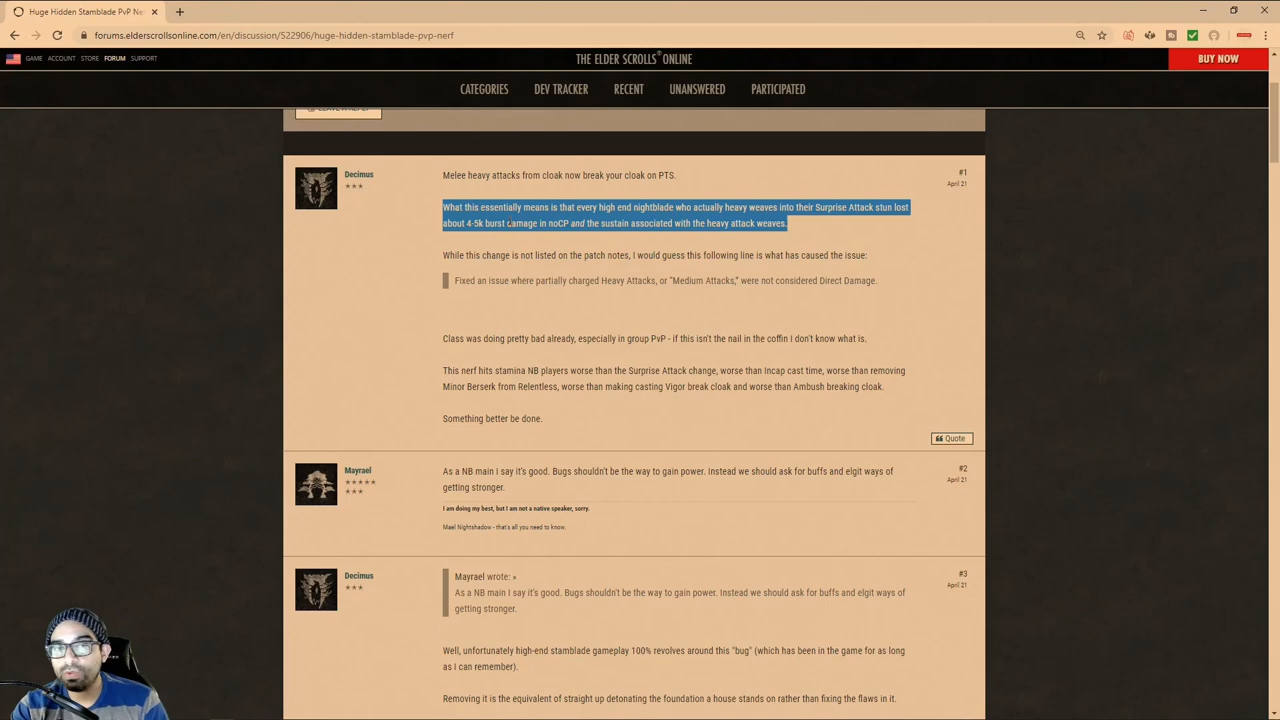 Huge Hidden Stamblade PvP Ner
forums.elderscrollsonline.com/en/discussion/522906/huge-hidden-stamblade-pvp-nerf
GAME ACCOUNT STORE FORUM SUPPORT
THE ELDER SCROLLS ONLINE
BUY NOW
CATEGORIES DEV TRACKER RECENT UNANSWERED PARTICIPATED
Decimus
★★★
#1
April 21
Melee heavy attacks from cloak now break your cloak on PTS.
What this essentially means is that every high end nightblade who actually heavy weaves into their Surprise Attack stun lost
about 4-5k burst damage in noCP and the sustain associated with the heavy attack weaves.
While this change is not listed on the patch notes, I would guess this following line is what has caused the issue:
Fixed an issue where partially charged Heavy Attacks, or "Medium Attacks," were not considered Direct Damage.
Class was doing pretty bad already, especially in group PvP - if this isn't the nail in the coffin I don't know what is.
This nerf hits stamina NB players worse than the Surprise Attack change, worse than Incap cast time, worse than removing
Minor Berserk from Relentless, worse than making casting Vigor break cloak and worse than Ambush breaking cloak.
Something better be done.
Quote
Mayrael
★★★★★
★★★
#2
April 21
As a NB main I say it's good. Bugs shouldn't be the way to gain power. Instead we should ask for buffs and elgit ways of
getting stronger.
I am doing my best, but I am not a native speaker, sorry.
Mael Nightshadow - that's all you need to know.
Decimus
★★★
#3
April 21
Mayrael wrote: »
As a NB main I say it's good. Bugs shouldn't be the way to gain power. Instead we should ask for buffs and elgit ways of
getting stronger.
Well, unfortunately high-end stamblade gameplay 100% revolves around this "bug" (which has been in the game for as long
as I can remember).
Removing it is the equivalent of straight up detonating the foundation a house stands on rather than fixing the flaws in it.